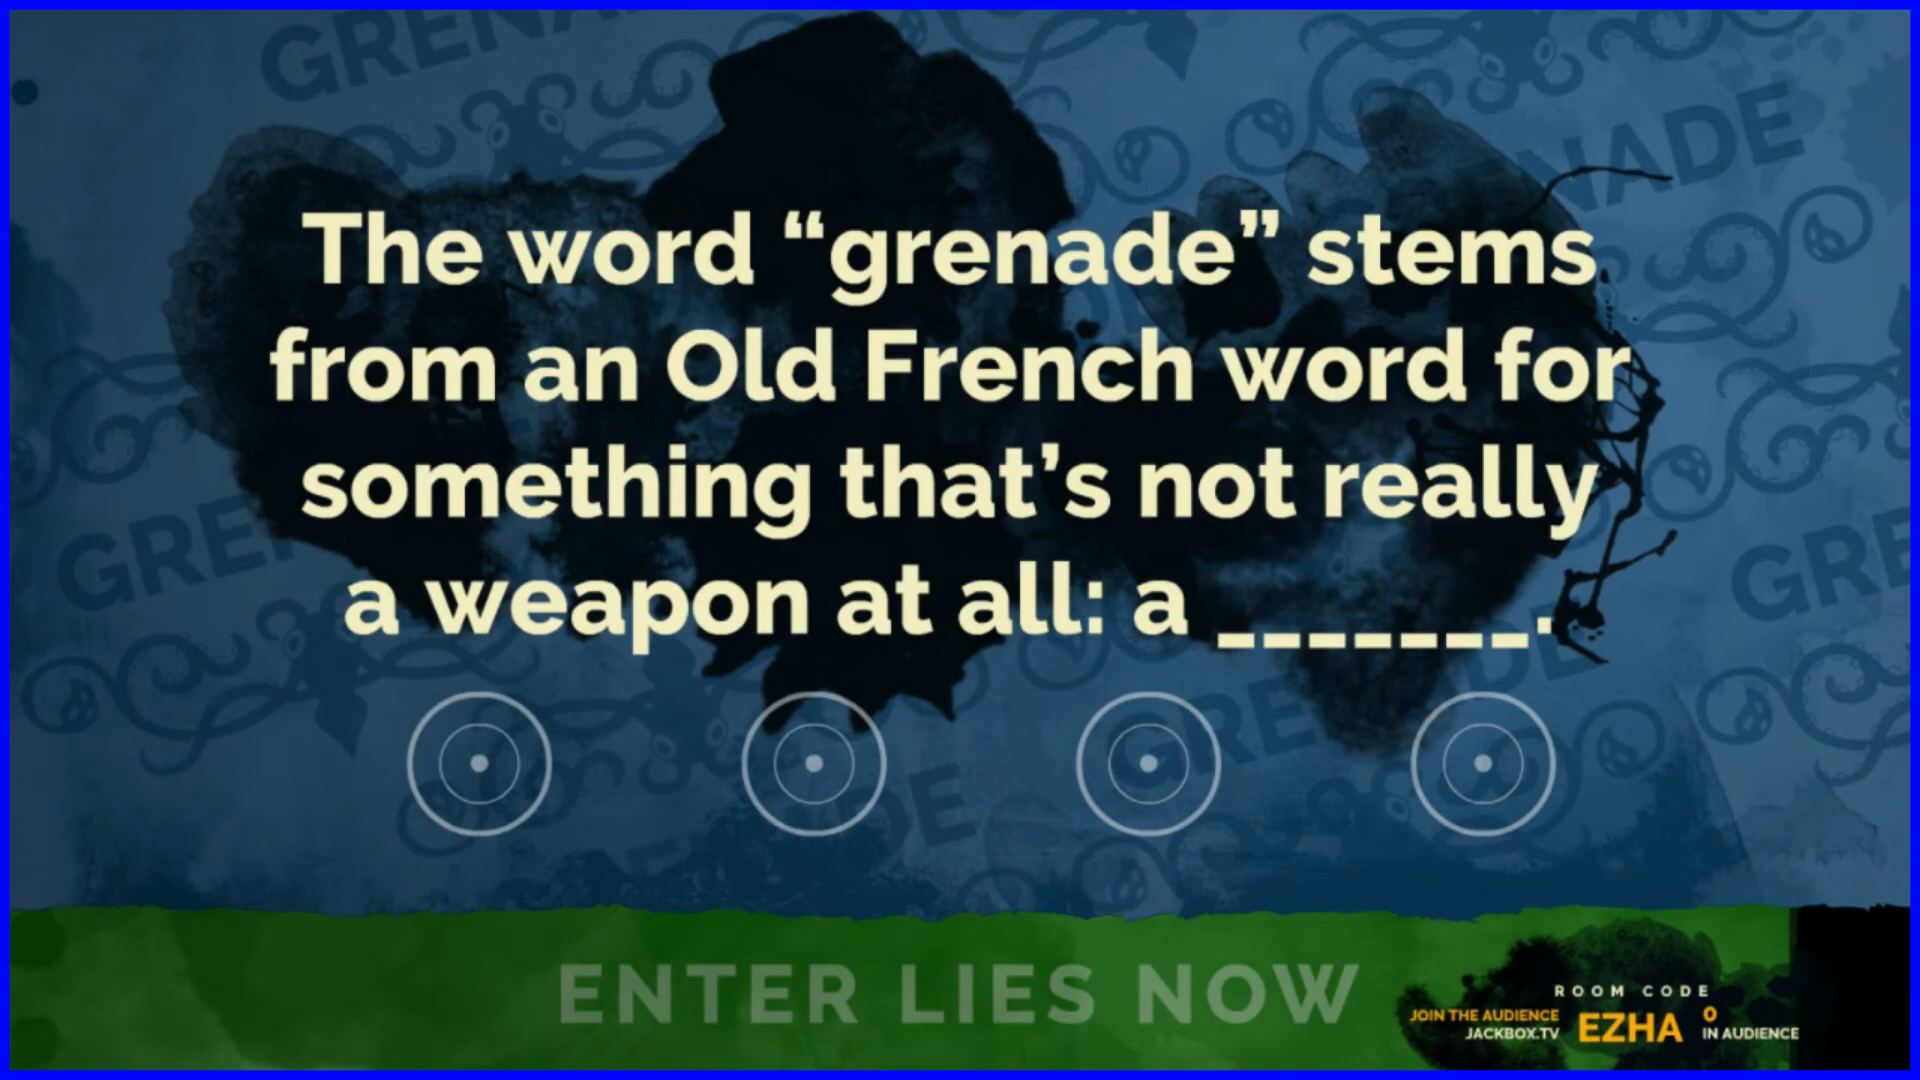 The word “grenade” stems
from an Old French word for
something that’s not really
a weapon at all: a _______.
ENTER LIES NOW
ROOM CODE
JOIN THE AUDIENCE
JACKBOX.TV
EZHA
0
IN AUDIENCE
GRENADE